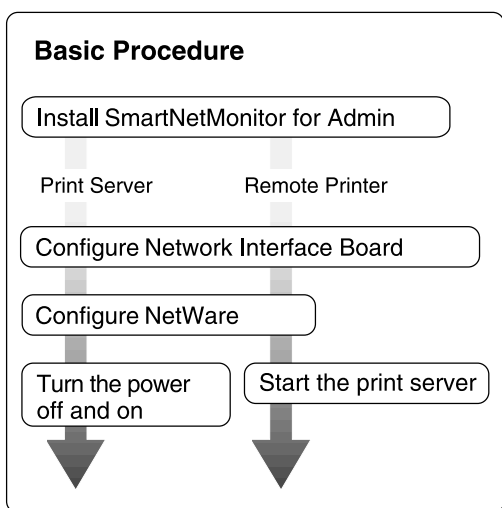 Basic Procedure
Install SmartNetMonitor for Admin
Print Server
Remote Printer
Configure Network Interface Board
Configure NetWare
Turn the power
off and on
Start the print server